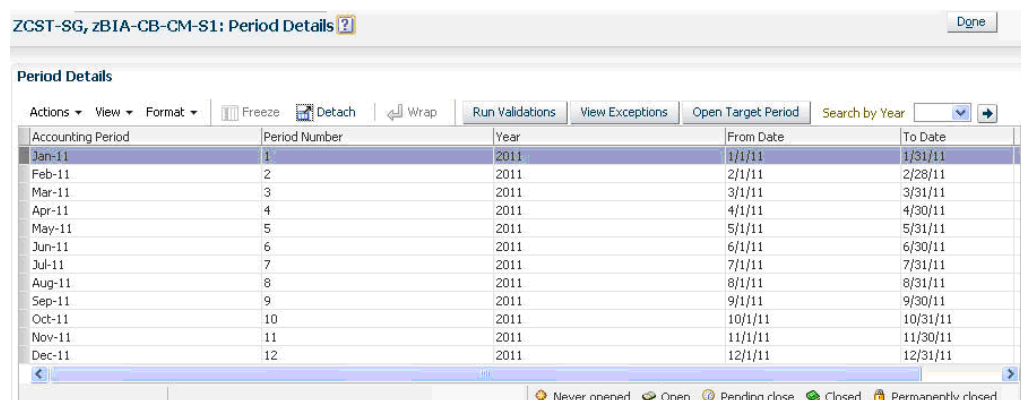 ZCST-SG, zBIA-CB-CM-S1: Period Details ?
Done
Period Details
Actions View Format Freeze Detach Wrap Run Validations View Exceptions Open Target Period Search by Year
Accounting Period Period Number Year From Date To Date
Jan-11 1 2011 1/1/11 1/31/11
Feb-11 2 2011 2/1/11 2/28/11
Mar-11 3 2011 3/1/11 3/31/11
Apr-11 4 2011 4/1/11 4/30/11
May-11 5 2011 5/1/11 5/31/11
Jun-11 6 2011 6/1/11 6/30/11
Jul-11 7 2011 7/1/11 7/31/11
Aug-11 8 2011 8/1/11 8/31/11
Sep-11 9 2011 9/1/11 9/30/11
Oct-11 10 2011 10/1/11 10/31/11
Nov-11 11 2011 11/1/11 11/30/11
Dec-11 12 2011 12/1/11 12/31/11
Never opened Open Pending close Closed Permanently closed